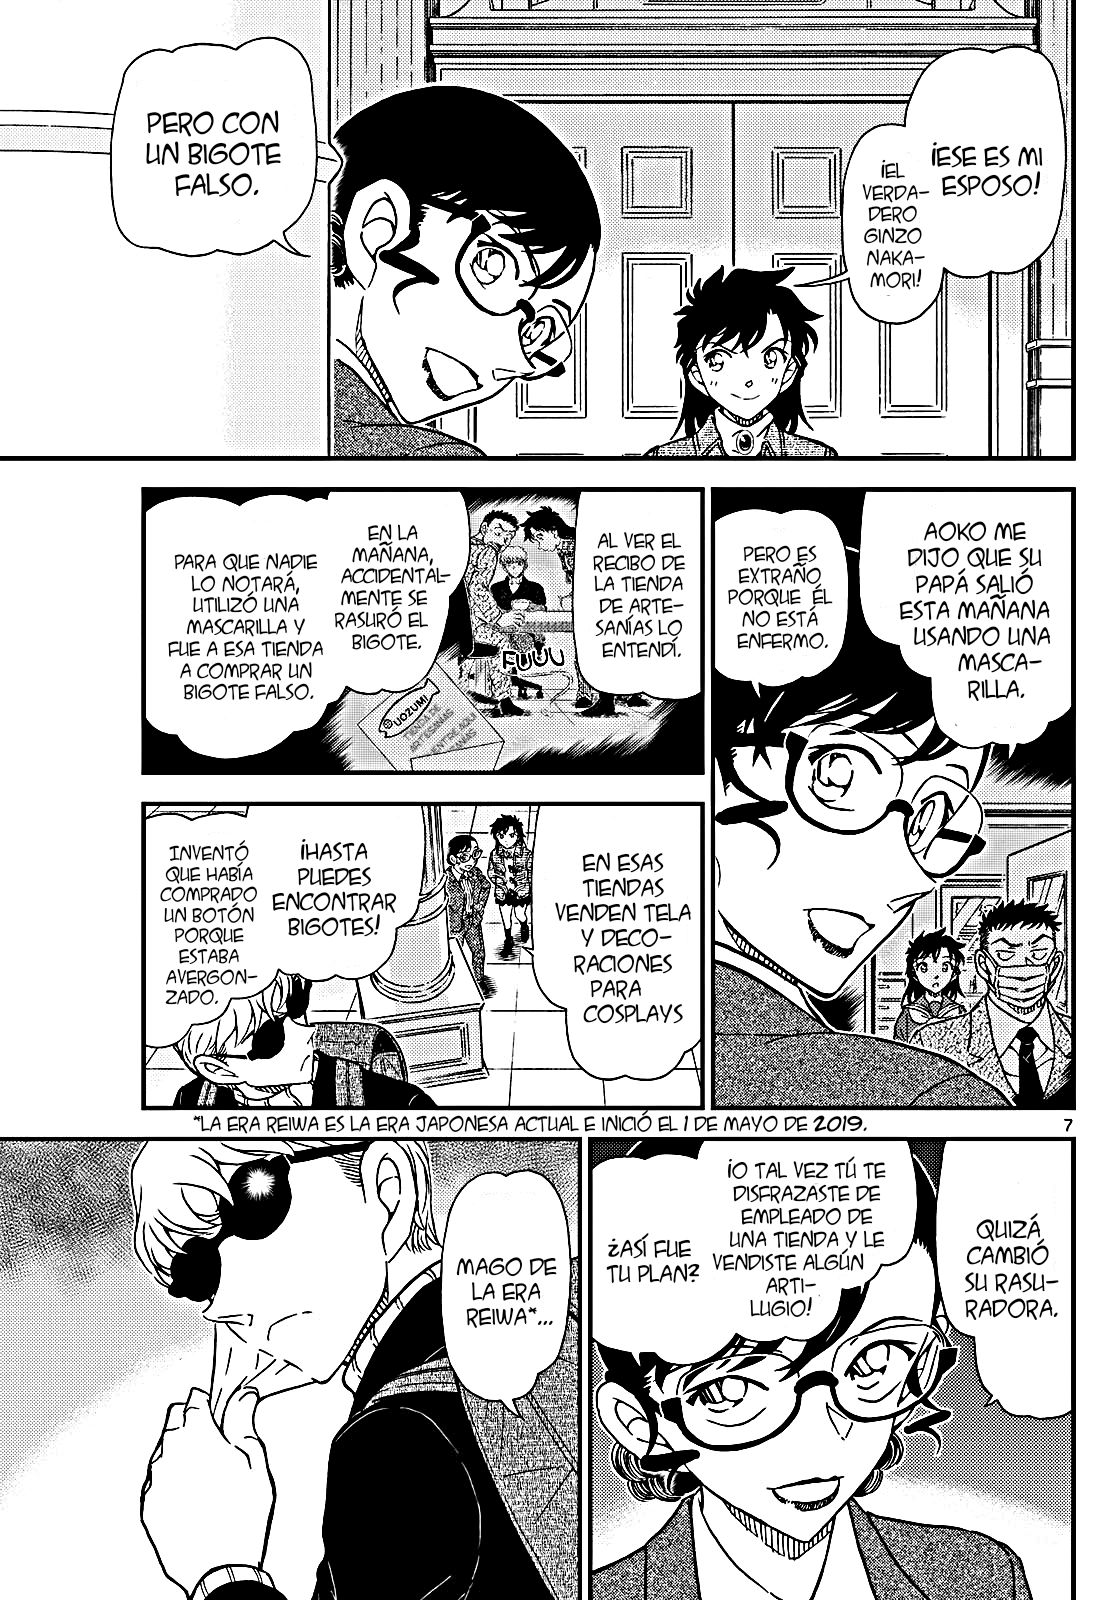 ¡ESE ES MI
ESPOSO!
¡EL
VERDA-
DERO
GINZO
NAKA-
MORI!
PERO CON
UN BIGOTE
FALSO.
AOKO ME
DIJO QUE SU
PAPÁ SALIÓ
ESTA MAÑANA
USANDO UNA
MASCA-
RILLA.
PERO ES
EXTRAÑO
PORQUE ÉL
NO ESTÁ
ENFERMO.
AL VER EL
RECIBO DE
LA TIENDA
DE ARTE-
SANÍAS LO
ENTENDÍ.
FUUU
UOZUMI
TIENDA DE
ARTESANÍAS
ENTRE AQUÍ
EN LA
MAÑANA,
ACCIDENTAL-
MENTE SE
RASURÓ EL
BIGOTE.
PARA QUE NADIE
LO NOTARÁ,
UTILIZÓ UNA
MASCARILLA Y
FUE A ESA TIENDA
A COMPRAR UN
BIGOTE FALSO.
EN ESAS
TIENDAS
VENDEN TELA
Y DECO-
RACIONES
PARA
COSPLAYS
¡HASTA
PUEDES
ENCONTRAR
BIGOTES!
INVENTÓ
QUE HABÍA
COMPRADO
UN BOTÓN
PORQUE
ESTABA
AVERGON-
ZADO.
*LA ERA REIWA ES LA ERA JAPONESA ACTUAL E INICIÓ EL 1 DE MAYO DE 2019.
7
QUIZÁ
CAMBIÓ
SU RASU-
RADORA.
¡O TAL VEZ TÚ TE
DISFRAZASTE DE
EMPLEADO DE
UNA TIENDA Y LE
VENDISTE ALGÚN
ARTI-
LUGIO!
¿ASÍ FUE
TU PLAN?
MAGO DE
LA ERA
REIWA*...